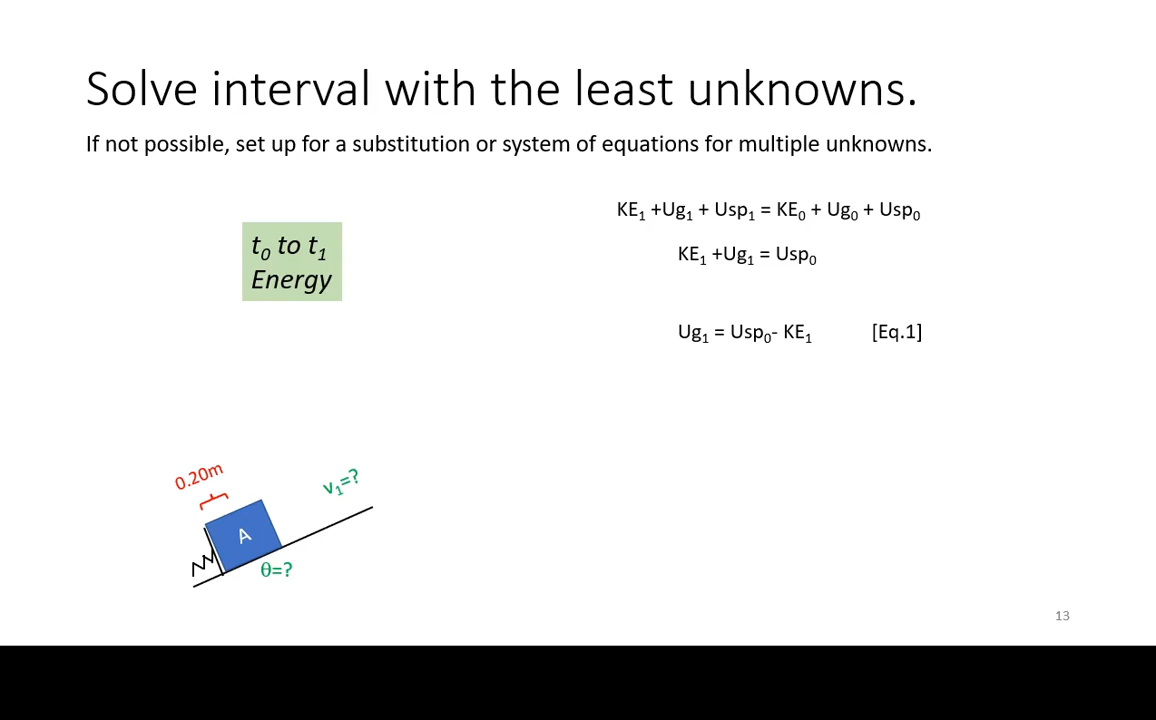 Solve interval with the least unknowns.
If not possible, set up for a substitution or system of equations for multiple unknowns.
KE₁ +Ug₁ + Usp₁ = KE₀ + Ug₀ + Usp₀
t₀ to t₁
Energy
KE₁ +Ug₁ = Usp₀
Ug₁ = Usp₀- KE₁ [Eq.1]
0.20m
v₁=?
A
θ=?
13